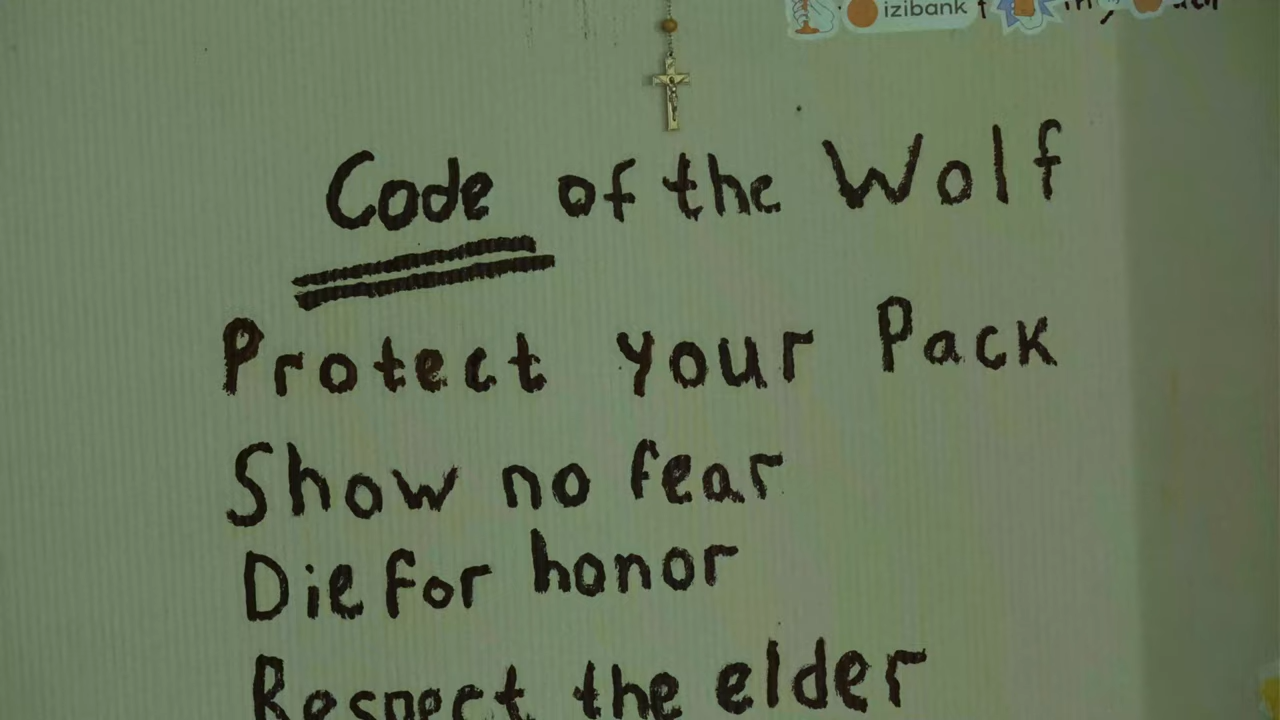 izibank
Code of the Wolf
Protect your Pack
Show no fear
Die for honor
Respect the elder